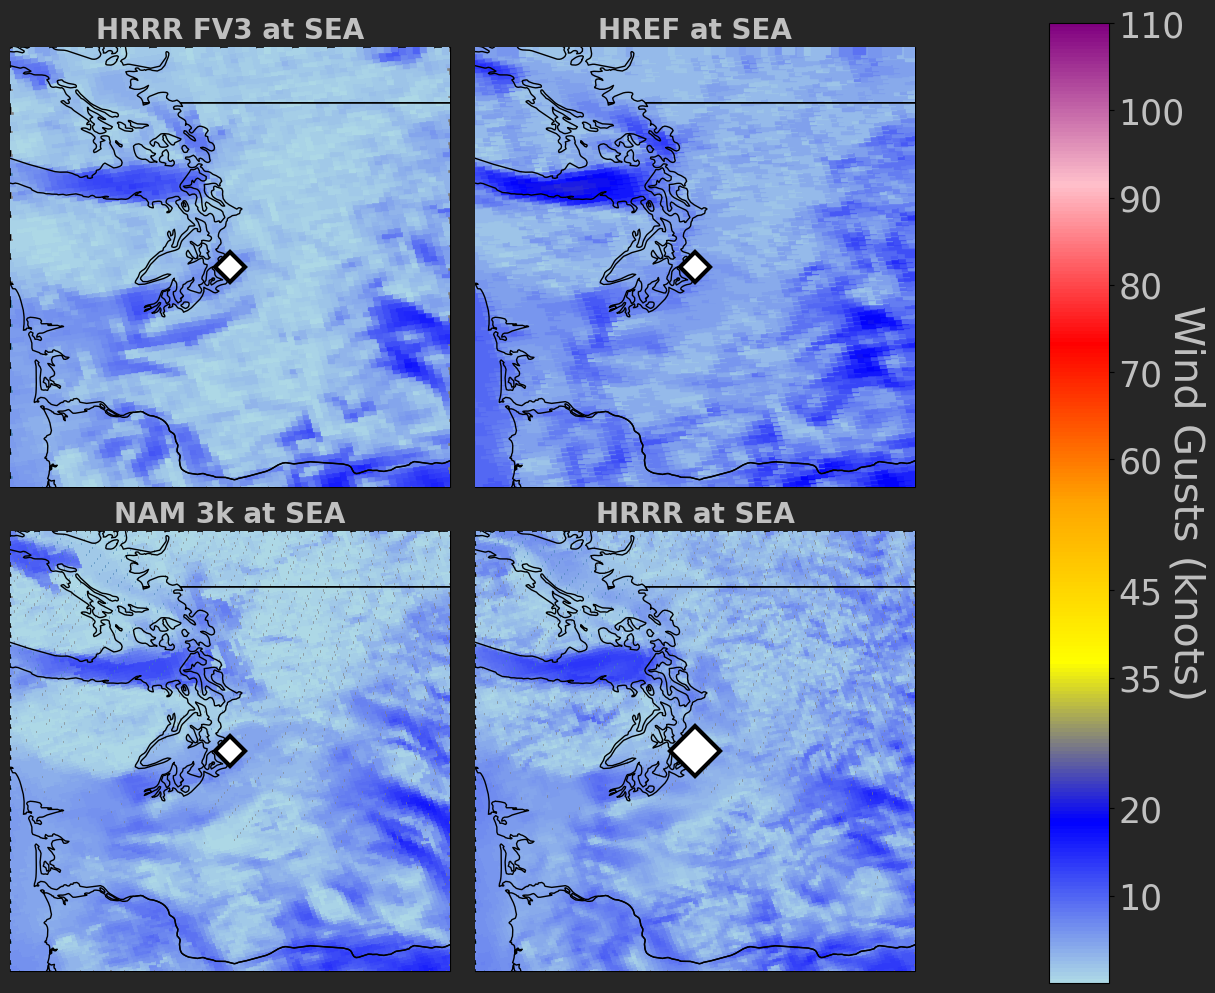 HRRR FV3 at SEA
HREF at SEA
NAM 3k at SEA
HRRR at SEA
110
100
90
80
70
60
45
35
20
10
Wind Gusts (knots)